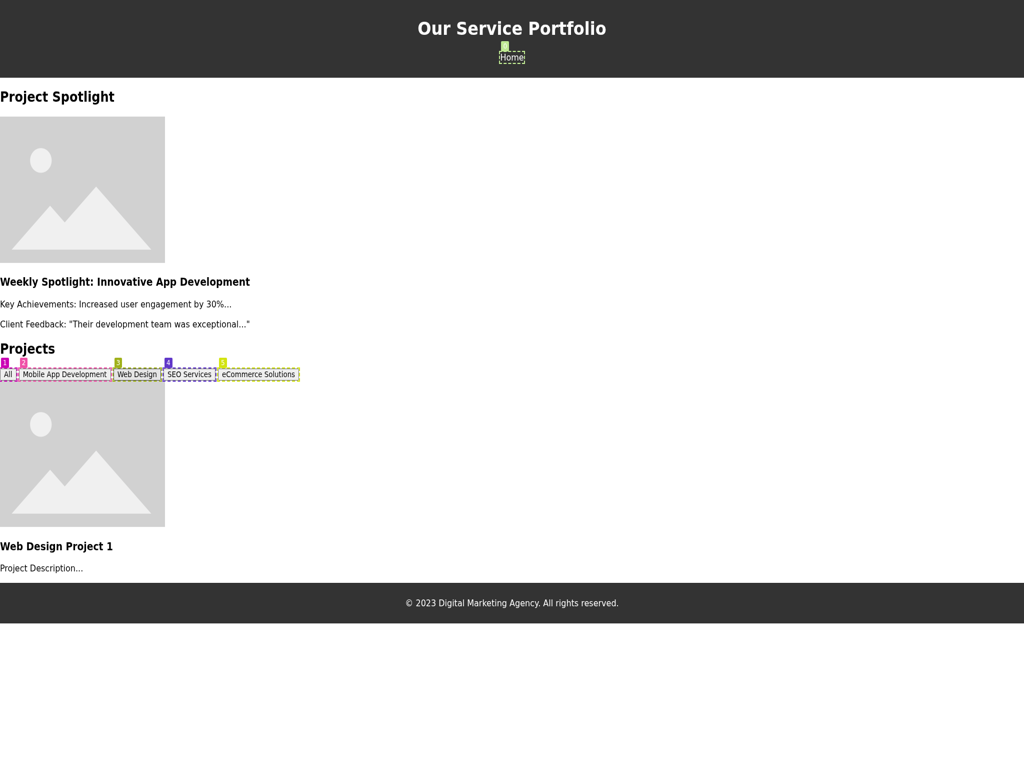 Our Service Portfolio
Home
Project Spotlight
Weekly Spotlight: Innovative App Development
Key Achievements: Increased user engagement by 30%...
Client Feedback: "Their development team was exceptional..."
Projects
1 2 3 4 5
All Mobile App Development Web Design SEO Services eCommerce Solutions
Web Design Project 1
Project Description...
© 2023 Digital Marketing Agency. All rights reserved.